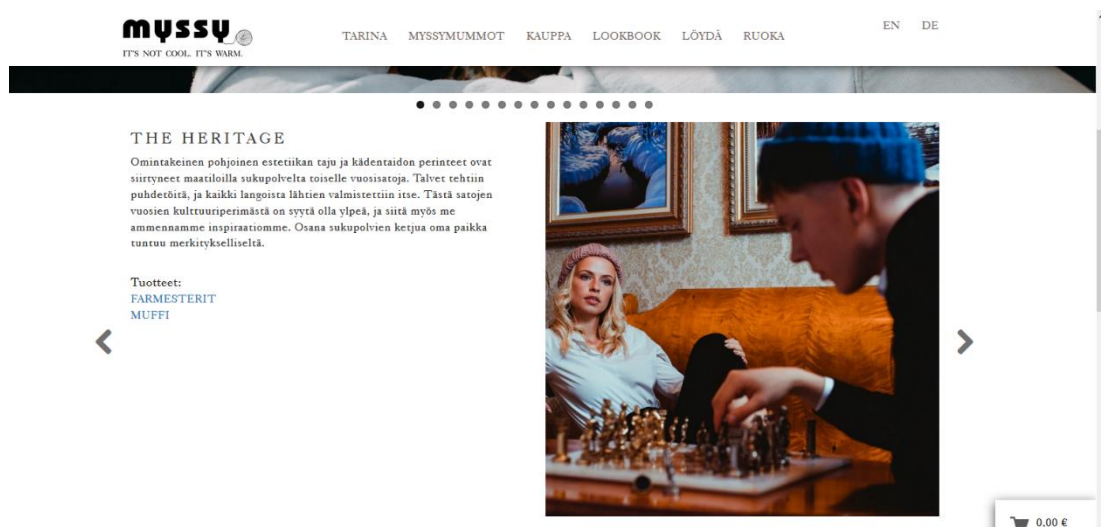 myssy
IT'S NOT COOL. IT'S WARM.
TARINA MYSSYMUMMOT KAUPPA LOOKBOOK LÖYDÄ RUOKA
EN DE
THE HERITAGE
Omintakeinen pohjoinen estetiikan taju ja kädentaidon perinteet ovat
siirtyneet maatiloilla sukupolvelta toiselle vuosisatoja. Talvet tehtiin
puhdetöitä, ja kaikki langoista lähtien valmistettiin itse. Tästä satojen
vuosien kulttuuriperimästä on syytä olla ylpeä, ja siitä myös me
ammennamme inspiraatiomme. Osana sukupolvien ketjua oma paikka
tuntuu merkitykselliseltä.
Tuotteet:
FARMESTERIT
MUFFI
0,00 €